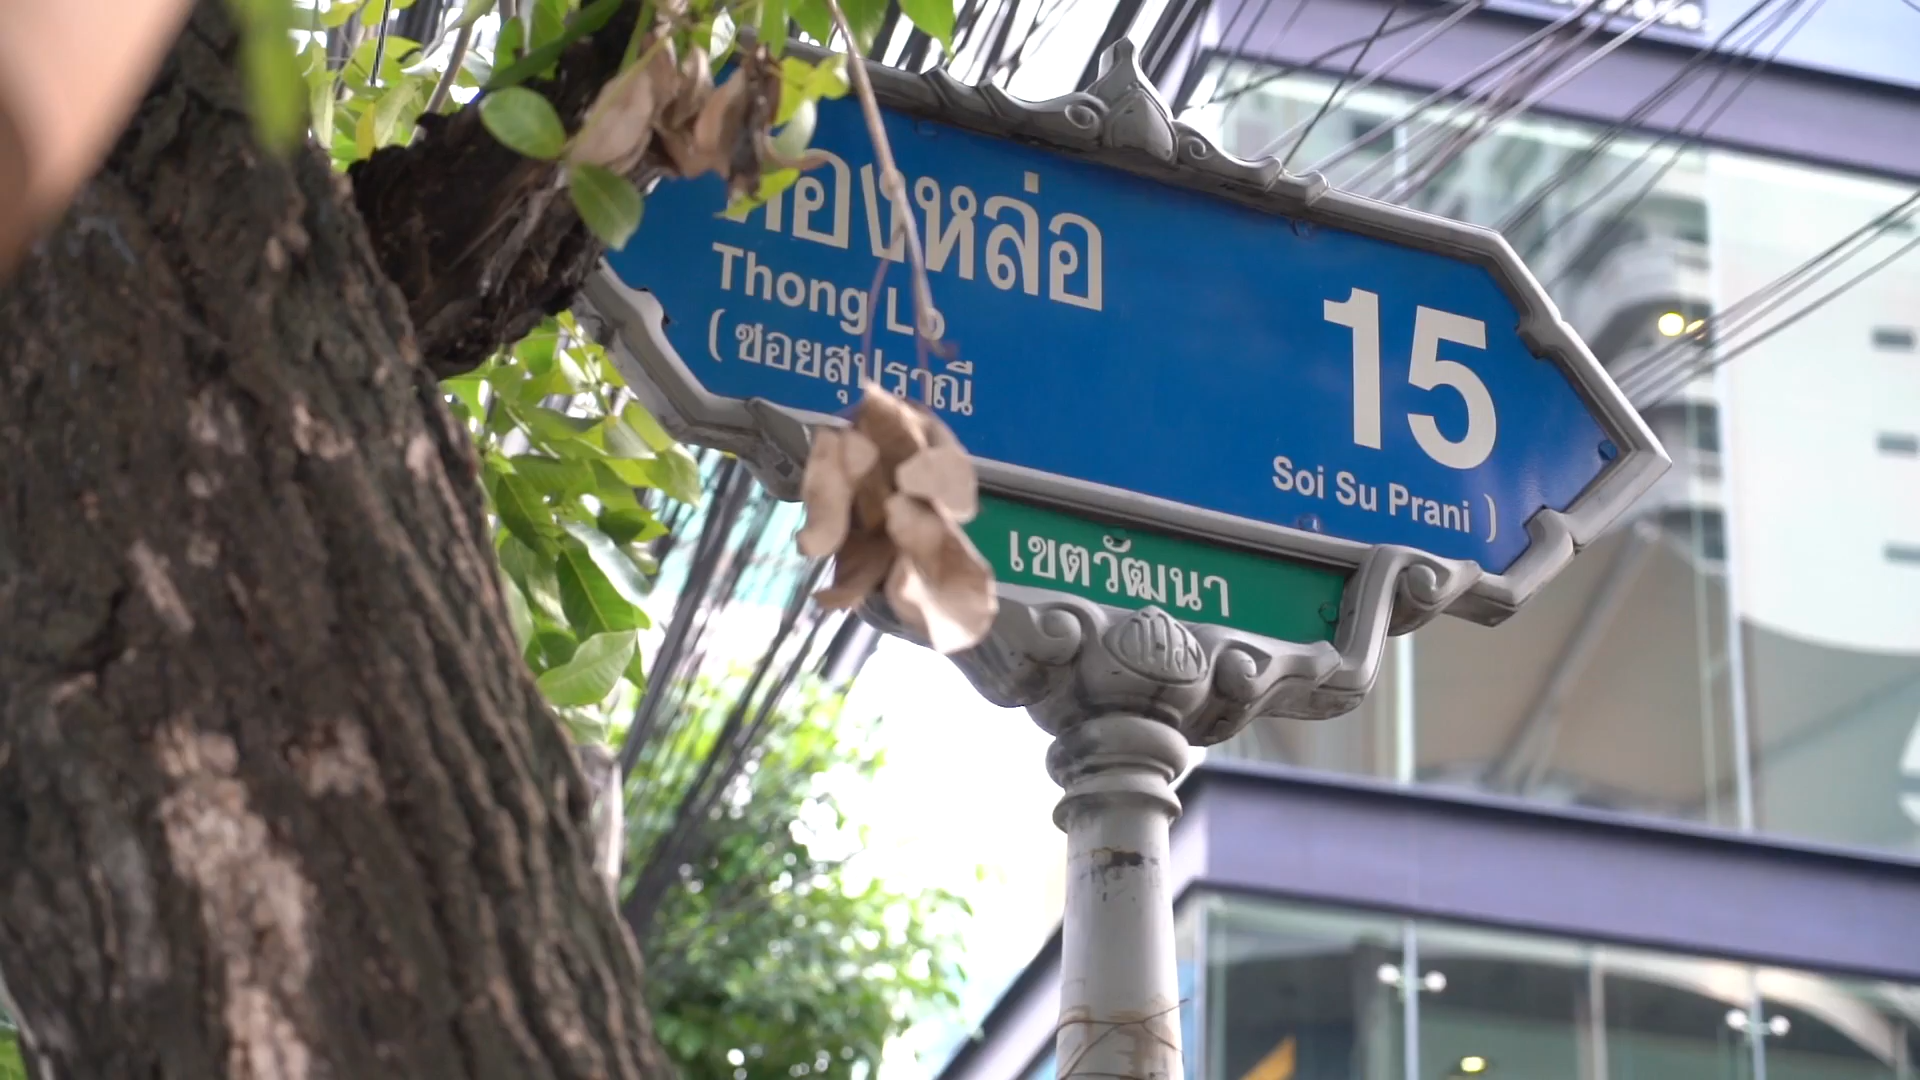 ทองหล่อ 15
Thong Lo
( ซอยสุปราณี
Soi Su Prani )
เขตวัฒนา